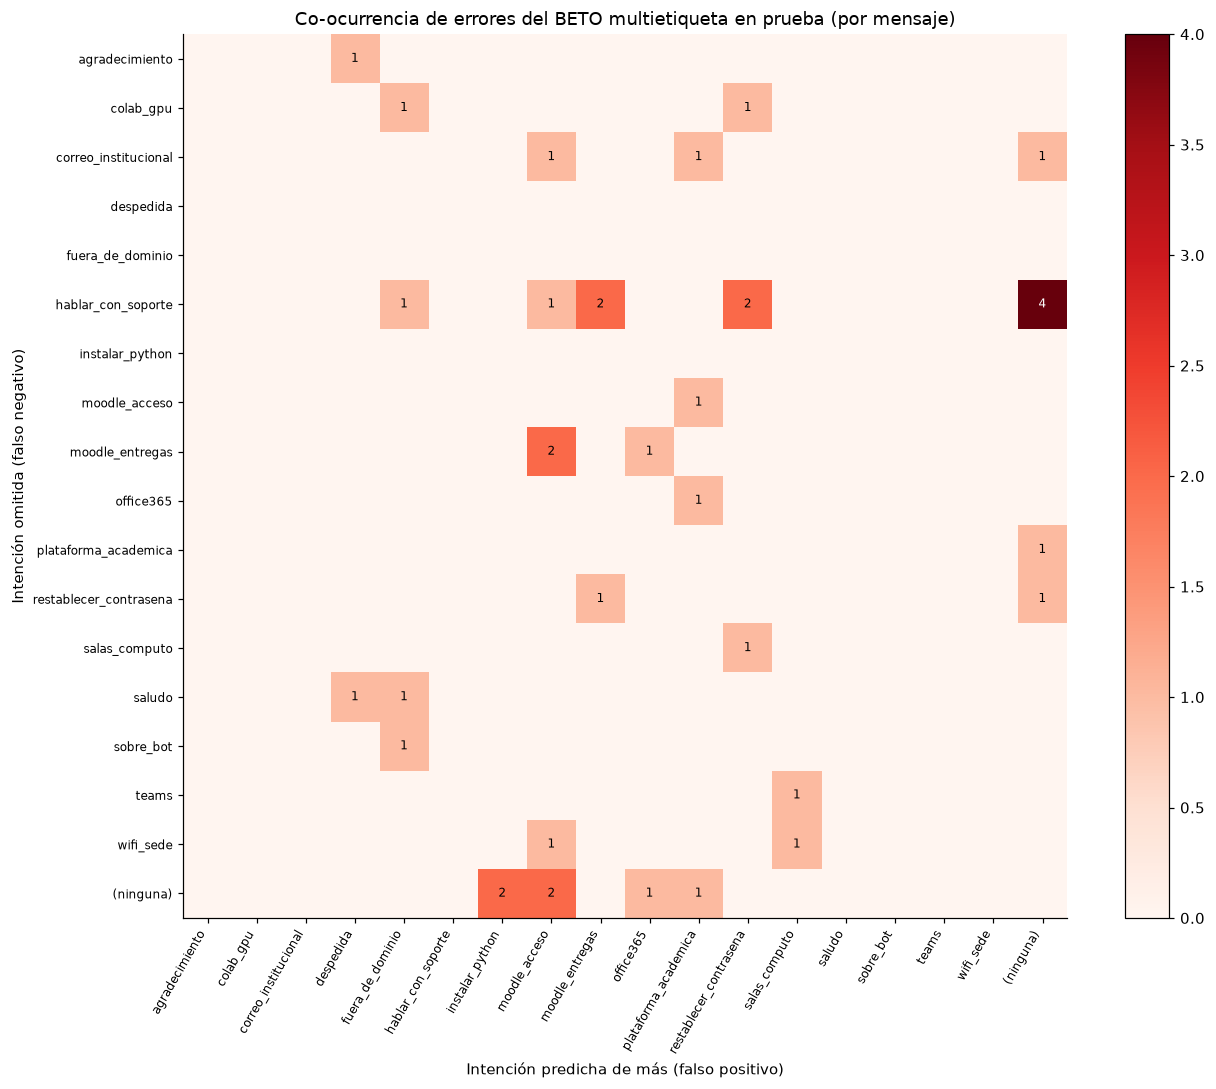 Co-ocurrencia de errores del BETO multietiqueta en prueba (por mensaje)
Intención omitida (falso negativo)
agradecimiento 1
colab_gpu 1 1
correo_institucional 1 1 1
despedida
fuera_de_dominio
hablar_con_soporte 1 1 2 2 4
instalar_python
moodle_acceso 1
moodle_entregas 2 1
office365 1
plataforma_academica 1
restablecer_contrasena 1 1
salas_computo 1
saludo 1 1
sobre_bot 1
teams 1
wifi_sede 1 1
(ninguna) 2 2 1 1
agradecimiento
colab_gpu
correo_institucional
despedida
fuera_de_dominio
hablar_con_soporte
instalar_python
moodle_acceso
moodle_entregas
office365
plataforma_academica
restablecer_contrasena
salas_computo
saludo
sobre_bot
teams
wifi_sede
(ninguna)
Intención predicha de más (falso positivo)
4.0
3.5
3.0
2.5
2.0
1.5
1.0
0.5
0.0